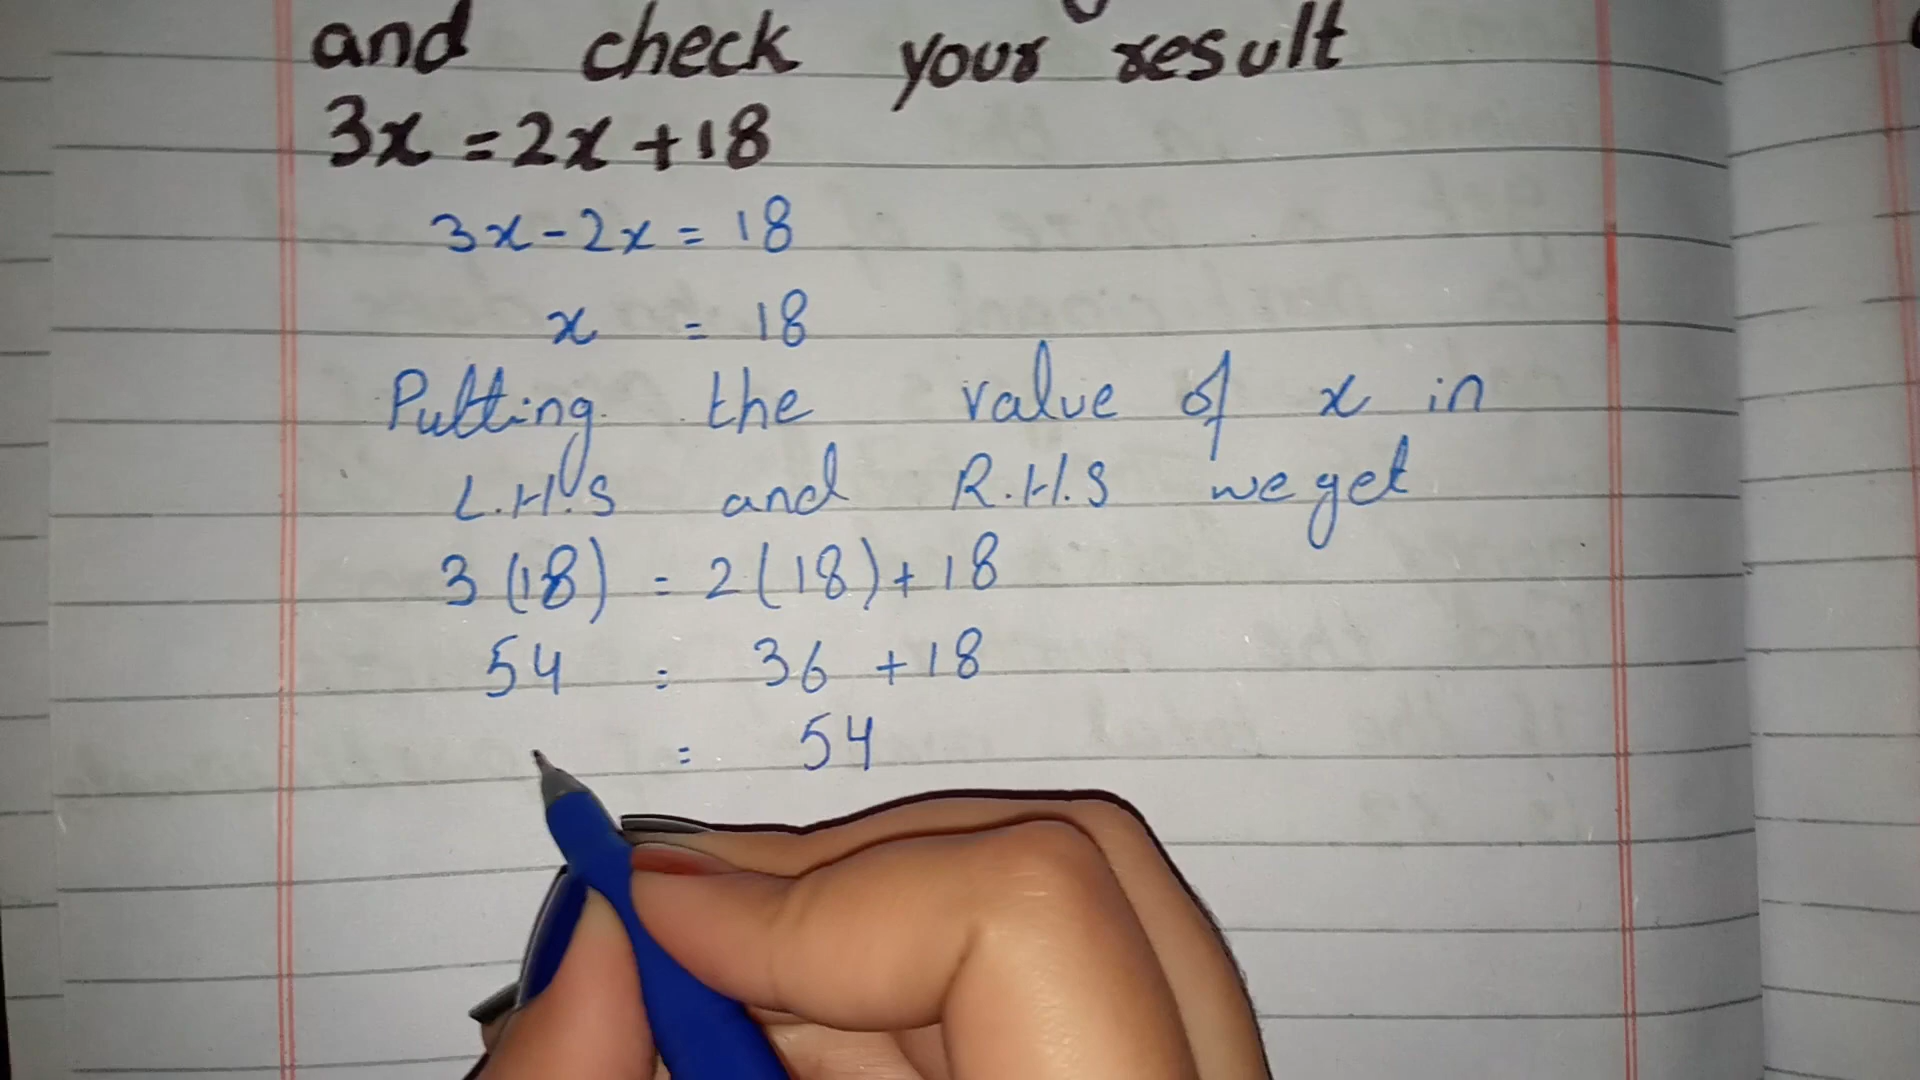 and check your result
3x = 2x + 18
3x - 2x = 18
x = 18
Putting the value of x in
L.H.S and R.H.S we get
3 (18) = 2 (18) + 18
54 = 36 + 18
= 54